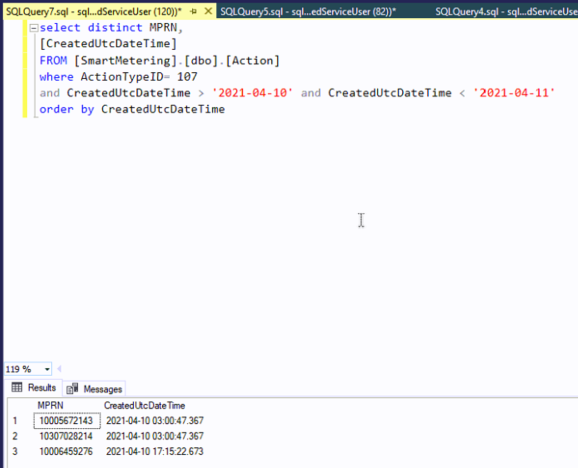 SQLQuery7.sql - sql...dServiceUser (120))* SQLQuery5.sql - sql...edServiceUser (82))* SQLQuery4.sql - sql...dServiceUse
select distinct MPRN,
[CreatedUtcDateTime]
FROM [SmartMetering].[dbo].[Action]
where ActionTypeID= 107
and CreatedUtcDateTime > '2021-04-10' and CreatedUtcDateTime < '2021-04-11'
order by CreatedUtcDateTime
119 %
Results Messages
MPRN CreatedUtcDateTime
1 10005672143 2021-04-10 03:00:47.367
2 10307028214 2021-04-10 03:00:47.367
3 10006459276 2021-04-10 17:15:22.673